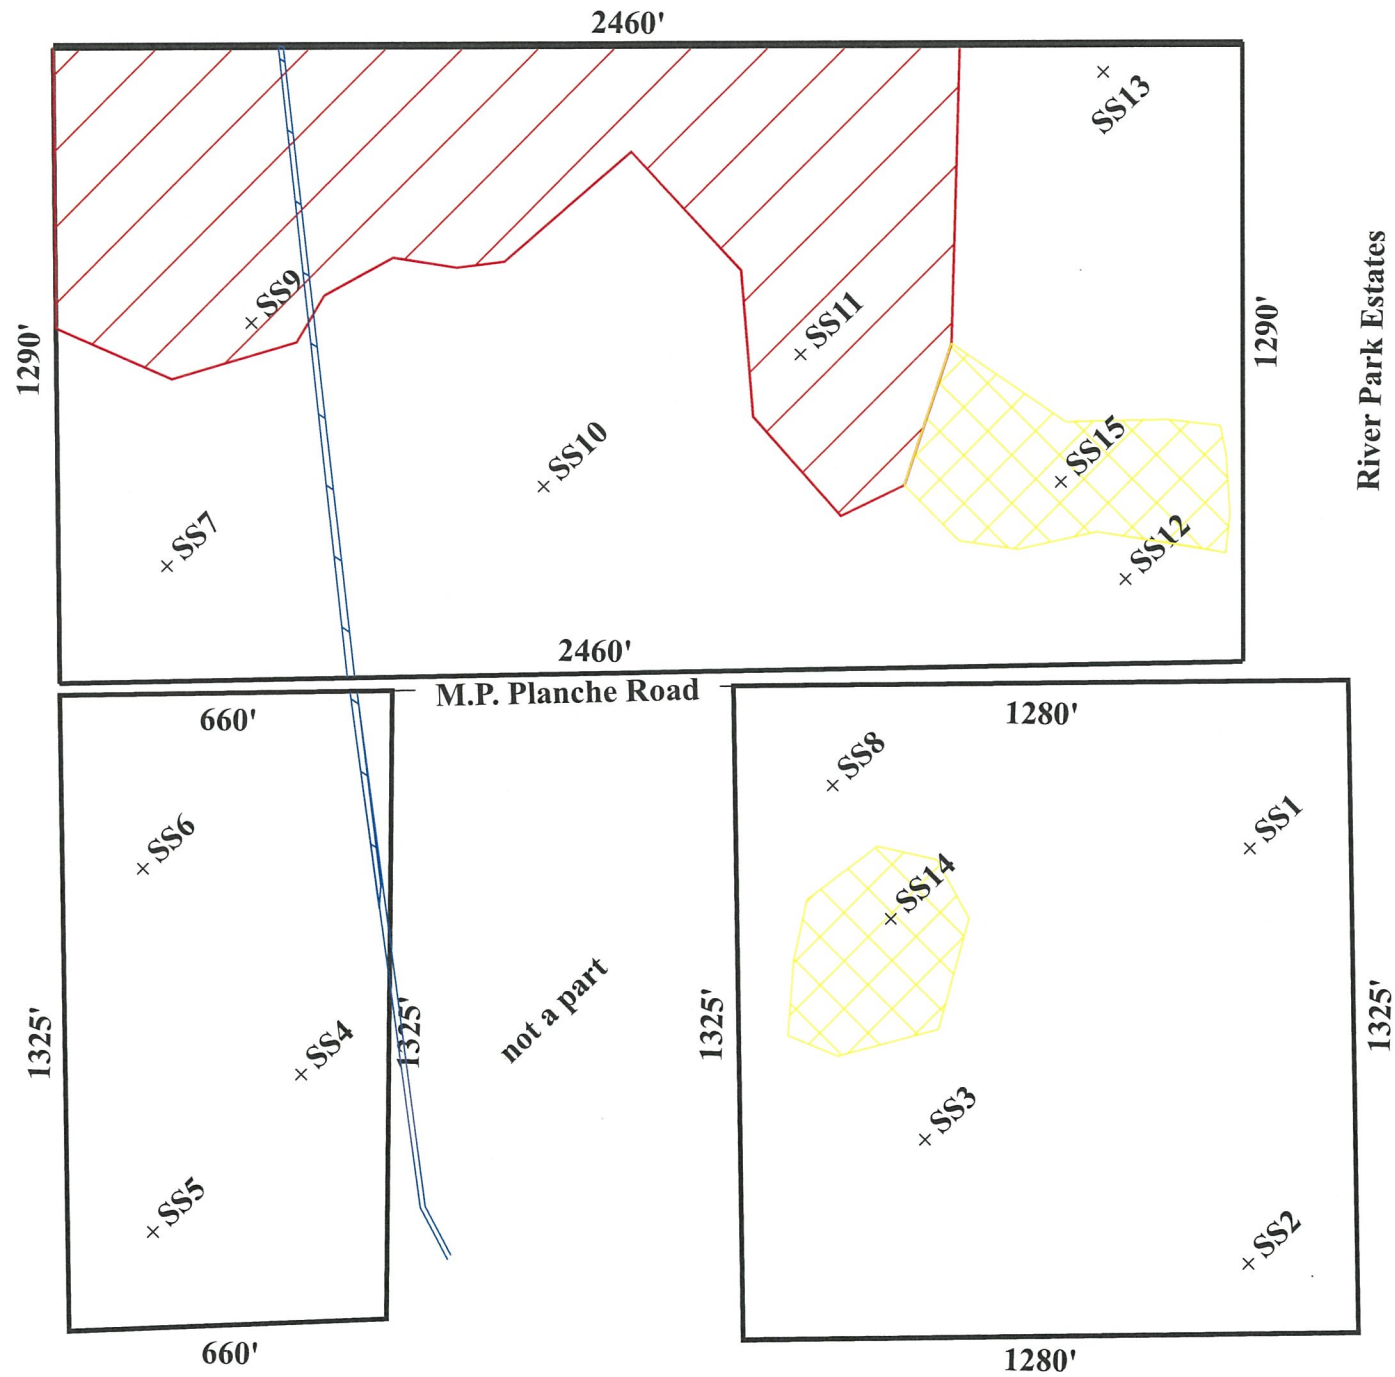 2460'
SS13
River Park Estates
SS9
SS11
1290'
1290'
SS15
SS10
SS7
SS12
2460'
M.P. Planche Road
660'
1280'
SS8
SS6
SS1
SS14
not a part
1325'
SS4
1325'
1325'
1325'
SS3
SS5
SS2
660'
1280'